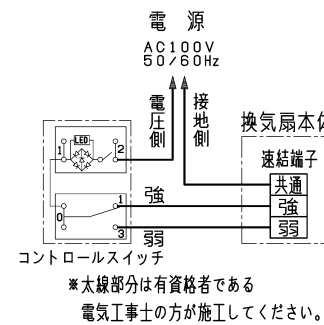 電 源
AC100V
50/60Hz
電圧側
接地側
換気扇本体
速結端子
LED
1
2
共通
強
強
1
0
弱
3
弱
コントロールスイッチ
※太線部分は有資格者である
電気工事士の方が施工してください。